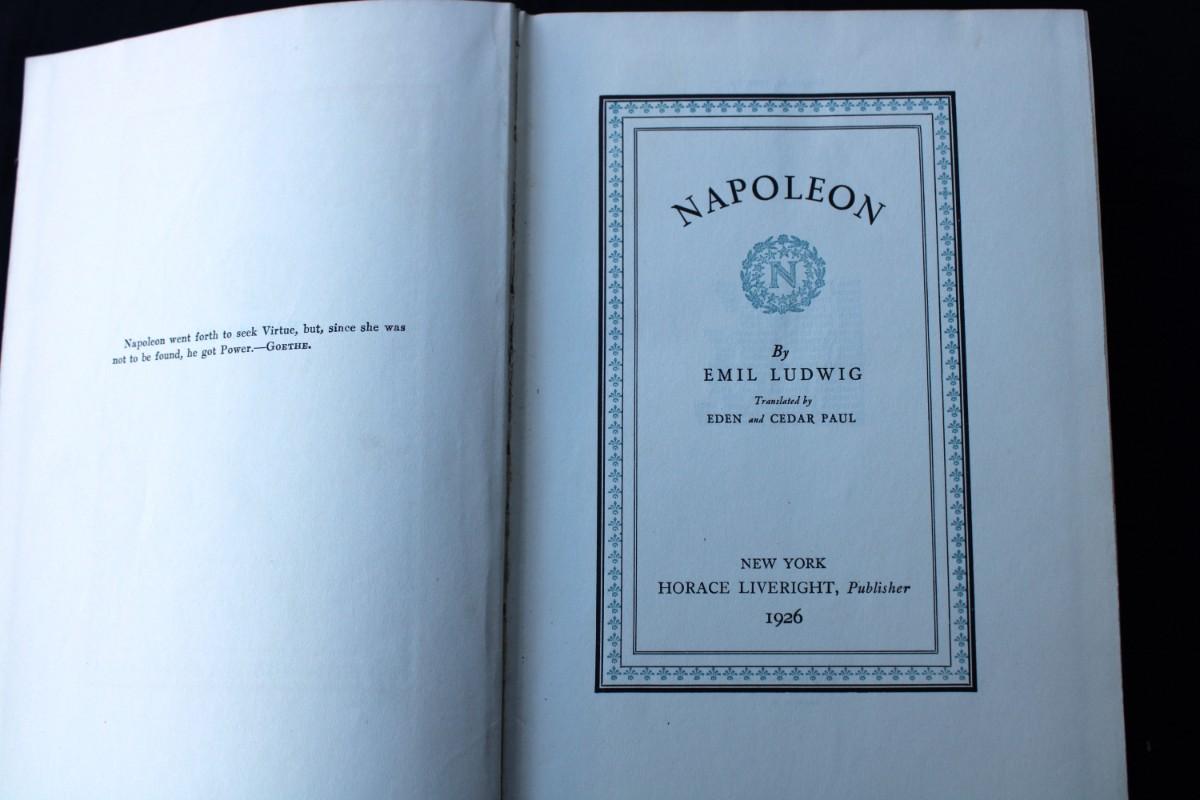 Napoleon went forth to seek Virtue, but, since she was
not to be found, he got Power.—GOETHE.
NAPOLEON
N
By
EMIL LUDWIG
Translated by
EDEN and CEDAR PAUL
NEW YORK
HORACE LIVERIGHT, Publisher
1926